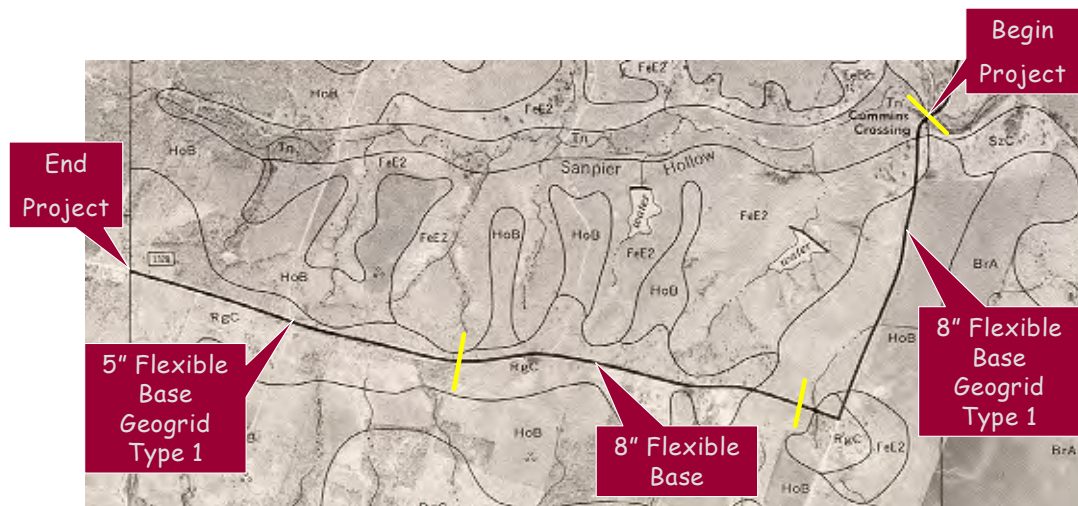 Begin
Project
End
Project
5” Flexible
Base
Geogrid
Type 1
8” Flexible
Base
8” Flexible
Base
Geogrid
Type 1
FeE2
HoB
FeE2
Tn
Cummins
Crossing
SzC
Tn
Tn
HoB
FeE2
Sanpier Hollow
HoB
HoB
FeE2
water
FeE2
FeE2
water
HoB
HoB
BrA
1328
RgC
HoB
RgC
HoB
RgC
FeE2
HoB
BrA